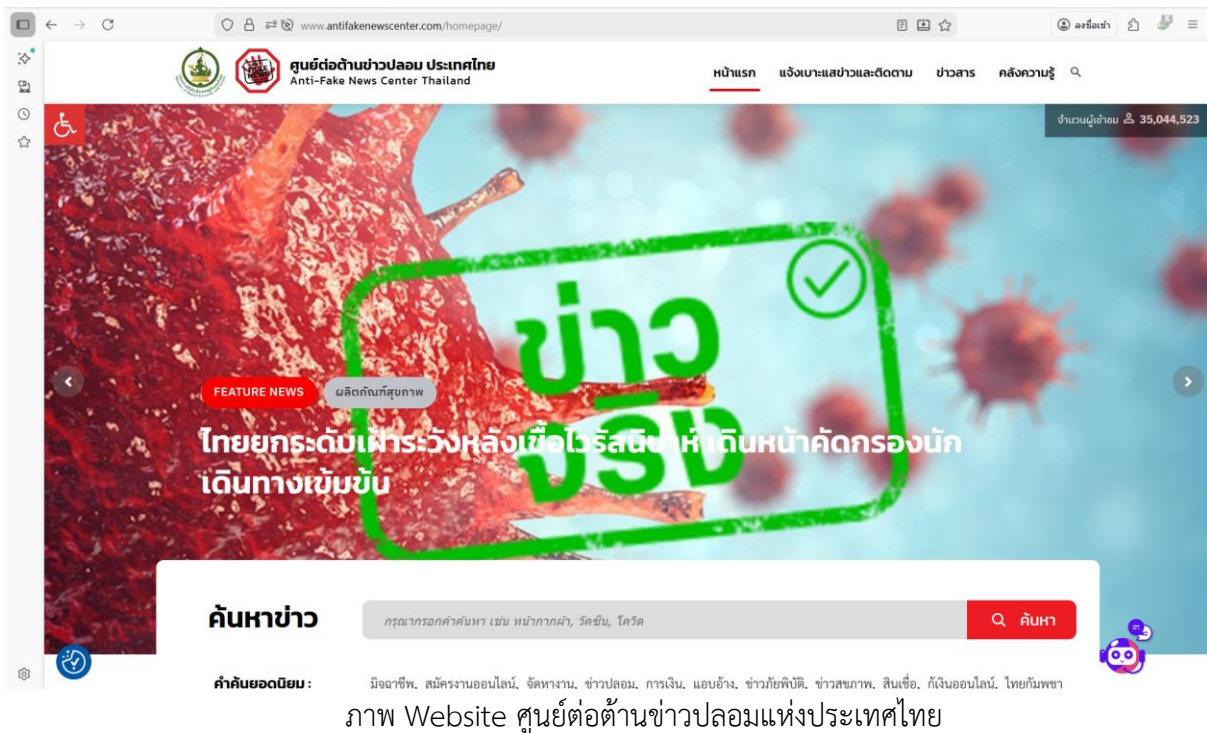 www.antifakenewscenter.com/homepage/
ลงชื่อเข้า
ศูนย์ต่อต้านข่าวปลอม ประเทศไทย
Anti-Fake News Center Thailand
หน้าแรก แจ้งเบาะแสข่าวและติดตาม ข่าวสาร คลังความรู้
จำนวนผู้เข้าชม 35,044,523
ข่าว
จริง
FEATURE NEWS ผลิตภัณฑ์สุขภาพ
ไทยยกระดับเฝ้าระวังหลังเชื้อไวรัสนิปาห์ เดินหน้าคัดกรองนัก
เดินทางเข้มข้น
ค้นหาข่าว กรุณากรอกคำค้นหา เช่น หน้ากากผ้า, วัคซีน, โควิด ค้นหา
คำค้นยอดนิยม : มิจฉาชีพ, สมัครงานออนไลน์, จัดหางาน, ข่าวปลอม, การเงิน, แอบอ้าง, ข่าวภัยพิบัติ, ข่าวสุขภาพ, สินเชื่อ, กู้เงินออนไลน์, ไทยกัมพูชา
ภาพ Website ศูนย์ต่อต้านข่าวปลอมแห่งประเทศไทย